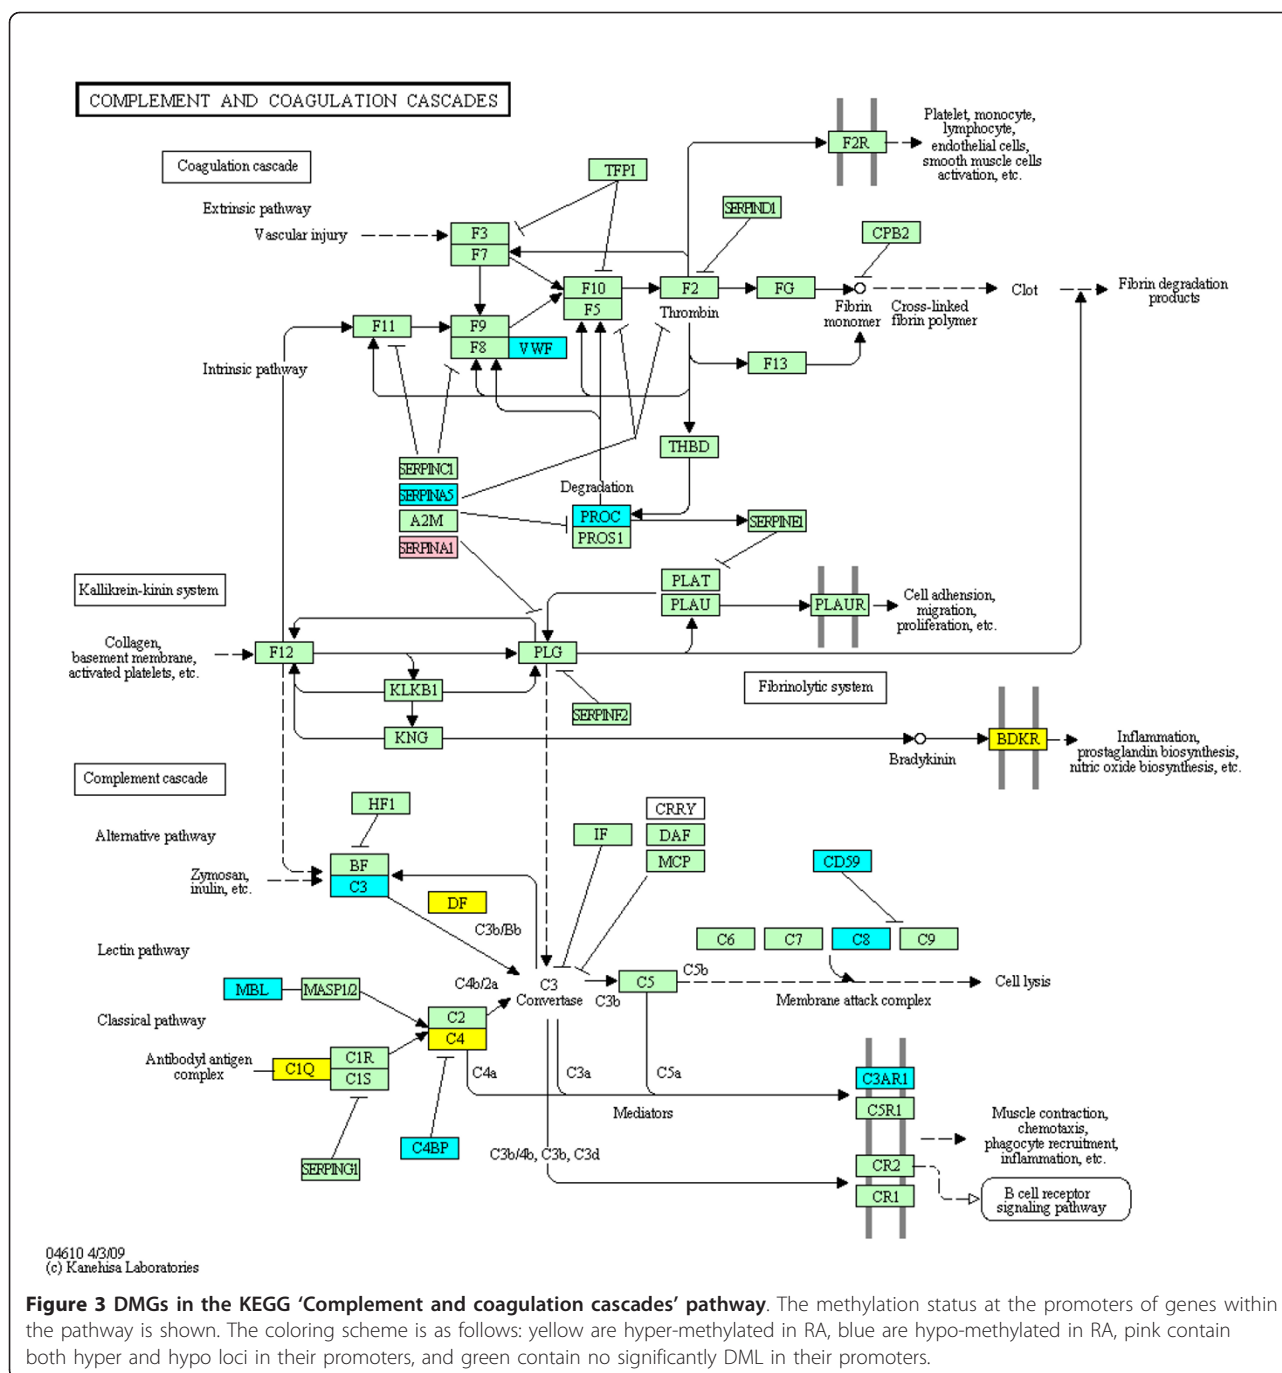 COMPLEMENT AND COAGULATION CASCADES
Platelet, monocyte,
lymphocyte,
endothelial cells,
smooth muscle cells
activation, etc.
F2R
Coagulation cascade
TFPI
Extrinsic pathway
SERPIND1
Vascular injury
F3
F7
CPB2
F10
F5
F2
Thrombin
FG
Fibrin
monomer
Cross-linked
fibrin polymer
Clot
Fibrin degradation
products
F11
F9
F8
VWF
Intrinsic pathway
F13
THBD
SERPINC1
SERPINA5
A2M
SERPINA1
Degradation
PROC
PROS1
SERPINE1
PLAT
PLAU
PLAUR
Cell adhension,
migration,
proliferation, etc.
Kallikrein-kinin system
Collagen,
basement membrane,
activated platelets, etc.
F12
PLG
KLKB1
Fibrinolytic system
SERPINF2
KNG
Bradykinin
BDKR
Inflammation,
prostaglandin biosynthesis,
nitric oxide biosynthesis, etc.
Complement cascade
HF1
CRRY
IF
DAF
MCP
Alternative pathway
CD59
Zymosan,
inulin, etc.
BF
C3
DF
C3b/Bb
C6
C7
C8
C9
Lectin pathway
C4b/2a
C3
Convertase
C3b
C5
C5b
Cell lysis
Membrane attack complex
MBL
MASP1/2
Classical pathway
C2
C4
Antibodyl antigen
complex
C1Q
C1R
C1S
C4a
C3a
C5a
C3AR1
Mediators
C5R1
Muscle contraction,
chemotaxis,
phagocyte recruitment,
inflammation, etc.
C4BP
C3b/4b, C3b, C3d
SERPING1
CR2
CR1
B cell receptor
signaling pathway
04610 4/3/09
(c) Kanehisa Laboratories
Figure 3 DMGs in the KEGG ‘Complement and coagulation cascades’ pathway. The methylation status at the promoters of genes within
the pathway is shown. The coloring scheme is as follows: yellow are hyper-methylated in RA, blue are hypo-methylated in RA, pink contain
both hyper and hypo loci in their promoters, and green contain no significantly DML in their promoters.